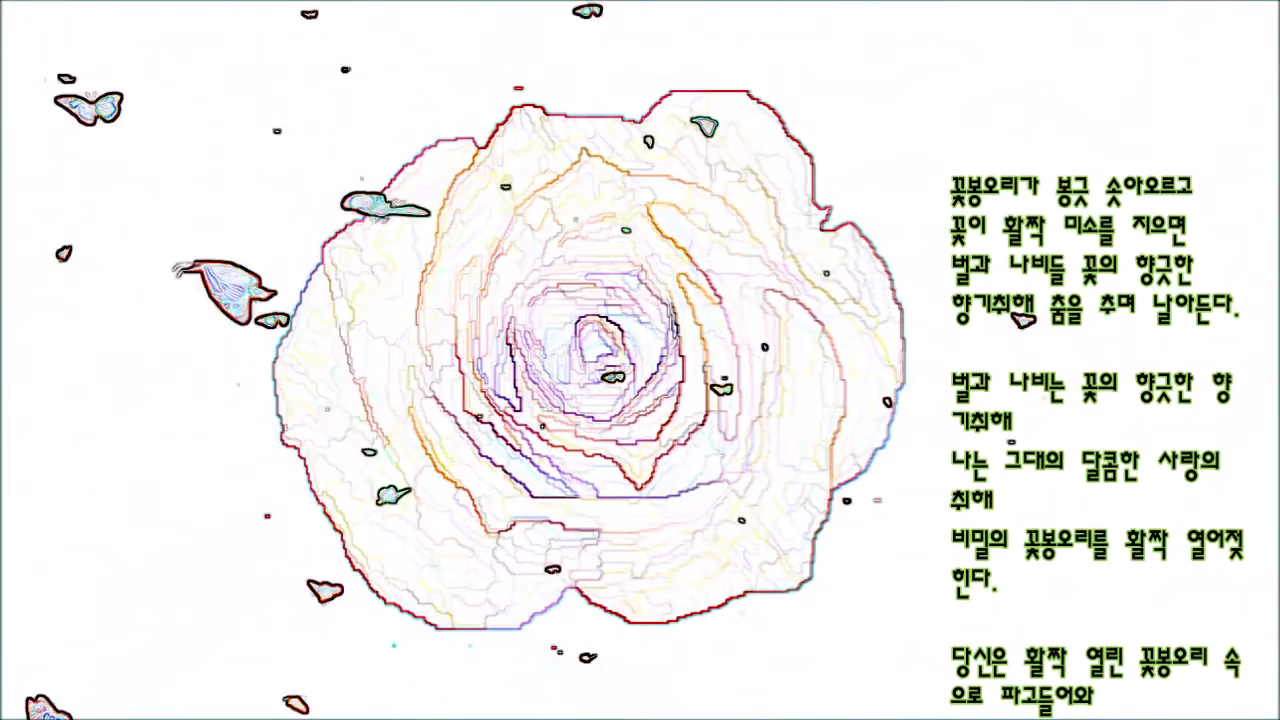 꽃봉오리가 봉긋 솟아오르고
꽃이 활짝 미소를 지으면
벌과 나비들 꽃의 향긋한
향기취해 춤을 추며 날아든다.
벌과 나비는 꽃의 향긋한 향
기취해
나는 그대의 달콤한 사랑의
취해
비밀의 꽃봉오리를 활짝 열어젖
힌다.
당신은 활짝 열린 꽃봉오리 속
으로 파고들어와